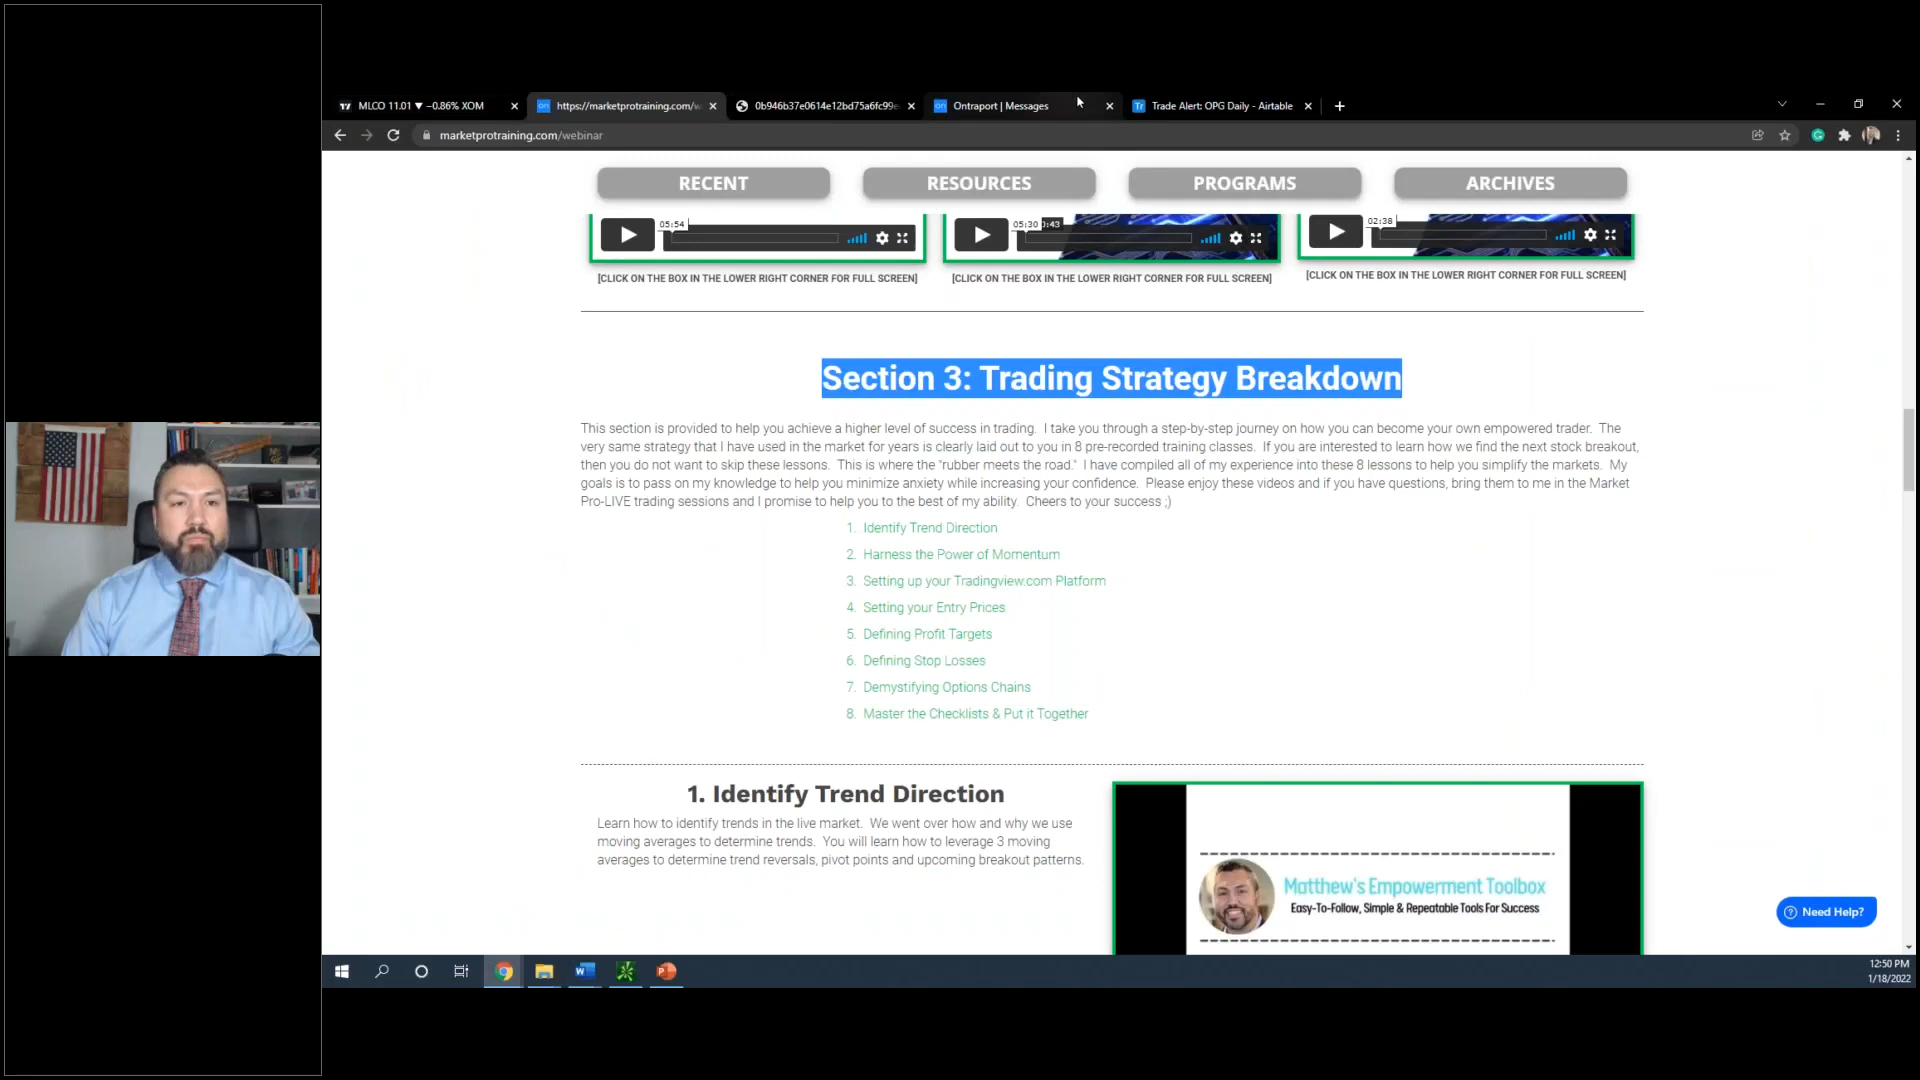 MLCO 11.01 ▼ −0.86% XOM
https://marketprotraining.com/w
0b946b37e0614e12bd75a6fc99e
Ontraport | Messages
Trade Alert: OPG Daily - Airtable
marketprotraining.com/webinar
RECENT
RESOURCES
PROGRAMS
ARCHIVES
05:54
05:30
0:43
02:38
[CLICK ON THE BOX IN THE LOWER RIGHT CORNER FOR FULL SCREEN]
[CLICK ON THE BOX IN THE LOWER RIGHT CORNER FOR FULL SCREEN]
[CLICK ON THE BOX IN THE LOWER RIGHT CORNER FOR FULL SCREEN]
Section 3: Trading Strategy Breakdown
This section is provided to help you achieve a higher level of success in trading. I take you through a step-by-step journey on how you can become your own empowered trader. The
very same strategy that I have used in the market for years is clearly laid out to you in 8 pre-recorded training classes. If you are interested to learn how we find the next stock breakout,
then you do not want to skip these lessons. This is where the "rubber meets the road." I have compiled all of my experience into these 8 lessons to help you simplify the markets. My
goals is to pass on my knowledge to help you minimize anxiety while increasing your confidence. Please enjoy these videos and if you have questions, bring them to me in the Market
Pro-LIVE trading sessions and I promise to help you to the best of my ability. Cheers to your success ;)
1. Identify Trend Direction
2. Harness the Power of Momentum
3. Setting up your Tradingview.com Platform
4. Setting your Entry Prices
5. Defining Profit Targets
6. Defining Stop Losses
7. Demystifying Options Chains
8. Master the Checklists & Put it Together
1. Identify Trend Direction
Learn how to identify trends in the live market. We went over how and why we use
moving averages to determine trends. You will learn how to leverage 3 moving
averages to determine trend reversals, pivot points and upcoming breakout patterns.
Matthew's Empowerment Toolbox
Easy-To-Follow, Simple & Repeatable Tools For Success
Need Help?
12:50 PM
1/18/2022